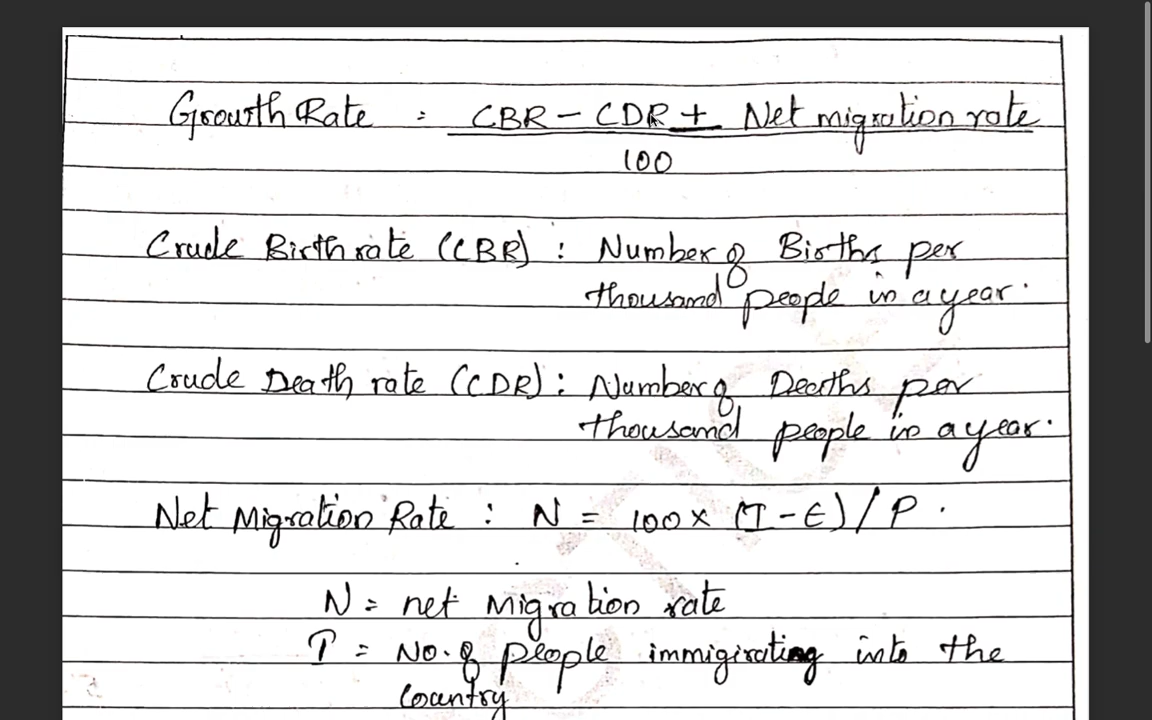 Growth Rate : CBR – CDR + Net migration rate
100
Crude Birth rate (CBR) : Number of Births per
thousand people in a year.
Crude Death rate (CDR) : Number of Deaths per
thousand people in a year.
Net Migration Rate : N = 100 × (I – E) / P .
N = net Migration rate
I = No. of people immigirating into the
Country